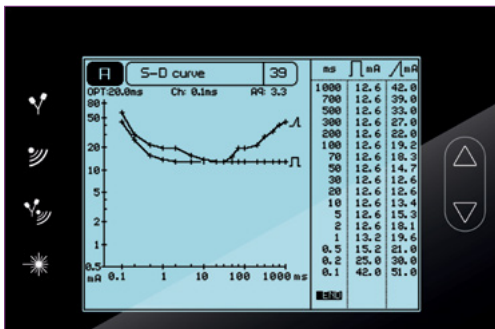 A S-D curve 39
OPT:20.0ms Ch: 0.1ms AQ: 3.3
80
50
20
10
5
2
1
0.5
mA 0.1 1 10 100 1000 ms
ms mA mA
1000 12.6 42.0
700 12.6 39.0
500 12.6 33.0
300 12.6 27.0
200 12.6 22.0
100 12.6 19.2
70 12.6 18.3
50 12.6 14.7
30 12.6 12.6
20 12.6 12.6
10 12.6 13.4
5 12.6 15.3
2 12.6 18.1
1 13.2 19.6
0.5 15.2 21.0
0.2 25.0 30.0
0.1 42.0 51.0
END